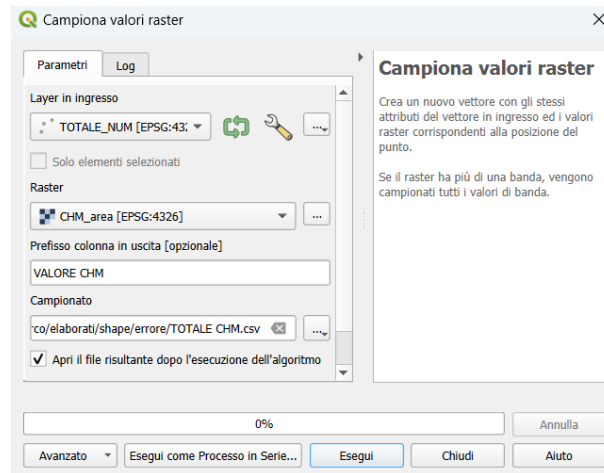 Campiona valori raster
Parametri
Log
Layer in ingresso
TOTALE_NUM [EPSG:432
...
Solo elementi selezionati
Raster
CHM_area [EPSG:4326]
...
Prefisso colonna in uscita [opzionale]
VALORE CHM
Campionato
rco/elaborati/shape/errore/TOTALE CHM.csv
...
Apri il file risultante dopo l'esecuzione dell'algoritmo
Campiona valori raster
Crea un nuovo vettore con gli stessi
attributi del vettore in ingresso ed i valori
raster corrispondenti alla posizione del
punto.
Se il raster ha più di una banda, vengono
campionati tutti i valori di banda.
0%
Annulla
Avanzato
Esegui come Processo in Serie...
Esegui
Chiudi
Aiuto